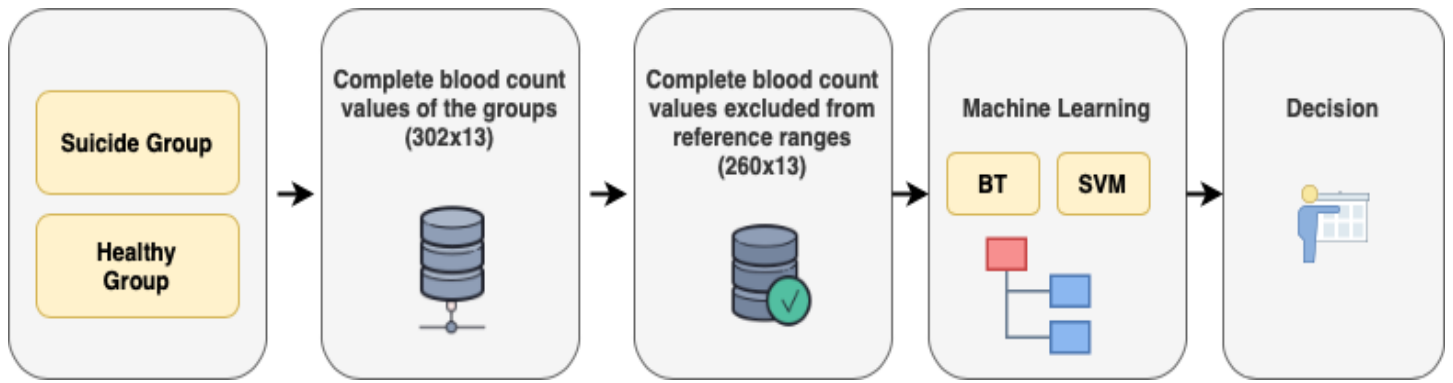 Suicide Group
Healthy
Group
Complete blood count
values of the groups
(302x13)
Complete blood count
values excluded from
reference ranges
(260x13)
Machine Learning
BT
SVM
Decision